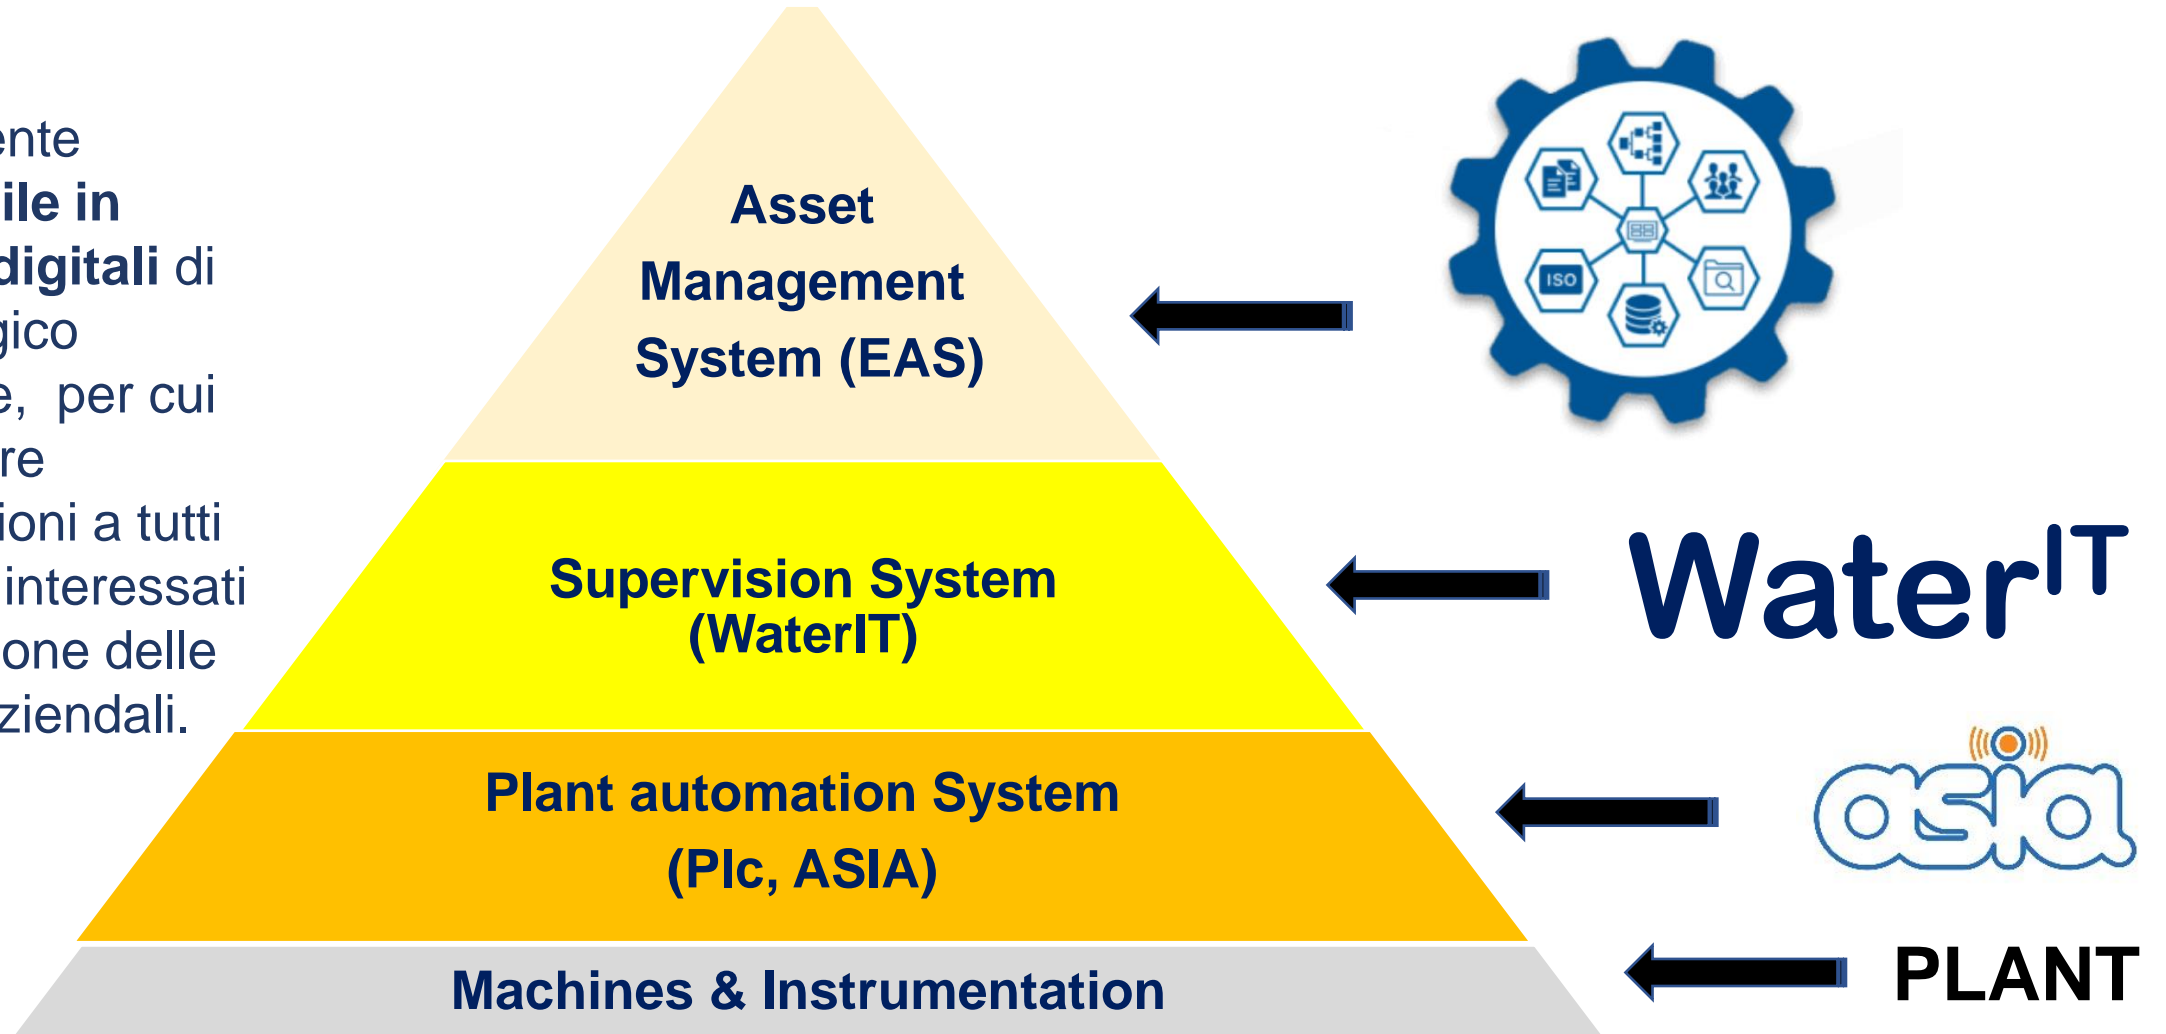 ente
ile in
digitali di
gico
e, per cui
re
ioni a tutti
interessati
one delle
ziendali.
Asset
Management
System (EAS)
Supervision System
(WaterIT)
Plant automation System
(Plc, ASIA)
Machines & Instrumentation
ISO
WaterIT
asia
PLANT